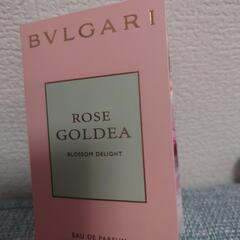 BVLGARI
ROSE
GOLDEA
BLOSSOM DELIGHT
EAU DE PARFUM